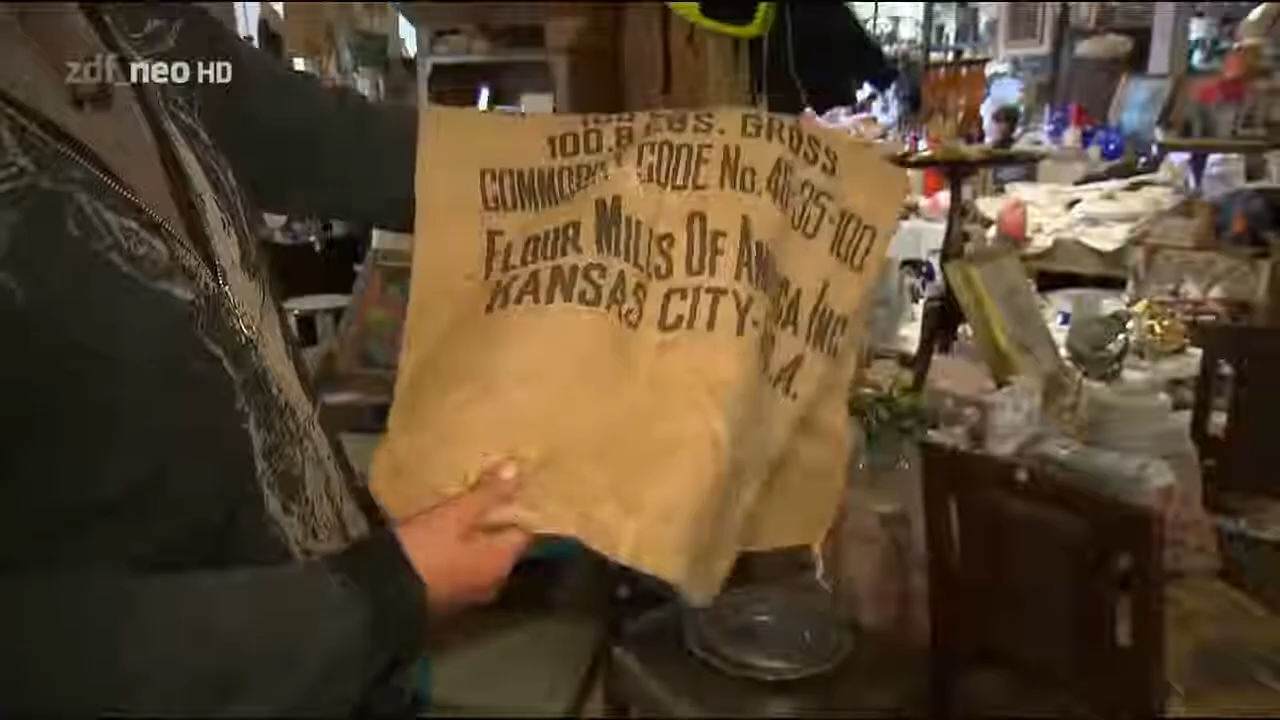 zdf_neo HD
100.8 LBS. GROSS
COMMODITY CODE No. 46-35-100
FLOUR MILLS OF AMERICA INC.
KANSAS CITY-
.A.